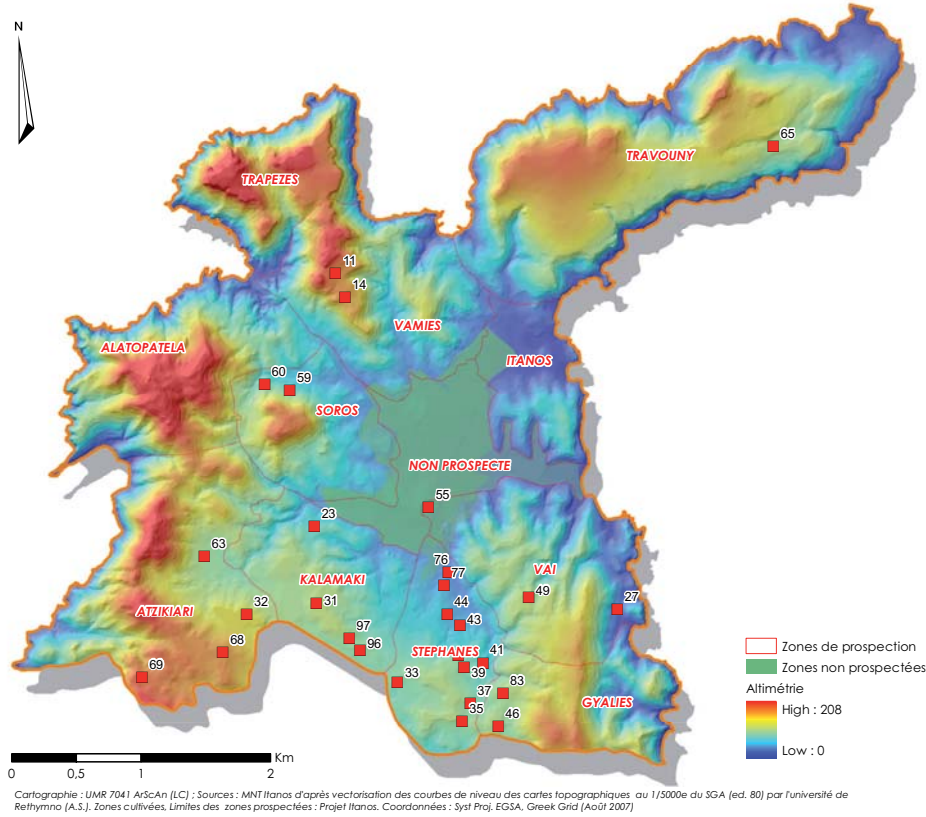 N
65
TRAVOUNY
TRAPEZES
11
14
VAMIES
ALATOPATELA
ITANOS
60
59
SOROS
NON PROSPECTE
55
23
63
76
77
VAI
KALAMAKI
49
31
44
27
ATZIKIARI
32
43
97
96
68
STEPHANES
41
39
69
33
83
37
GYALIES
35
46
Zones de prospection
Zones non prospectées
Altimétrie
High : 208
Low : 0
Km
0 0,5 1 2
Cartographie : UMR 7041 ArScAn (LC) ; Sources : MNT Itanos d'après vectorisation des courbes de niveau des cartes topographiques au 1/5000e du SGA (ed. 80) par l'université de
Rethymno (A.S.). Zones cultivées, Limites des zones prospectées : Projet Itanos. Coordonnées : Syst Proj. EGSA, Greek Grid (Août 2007)